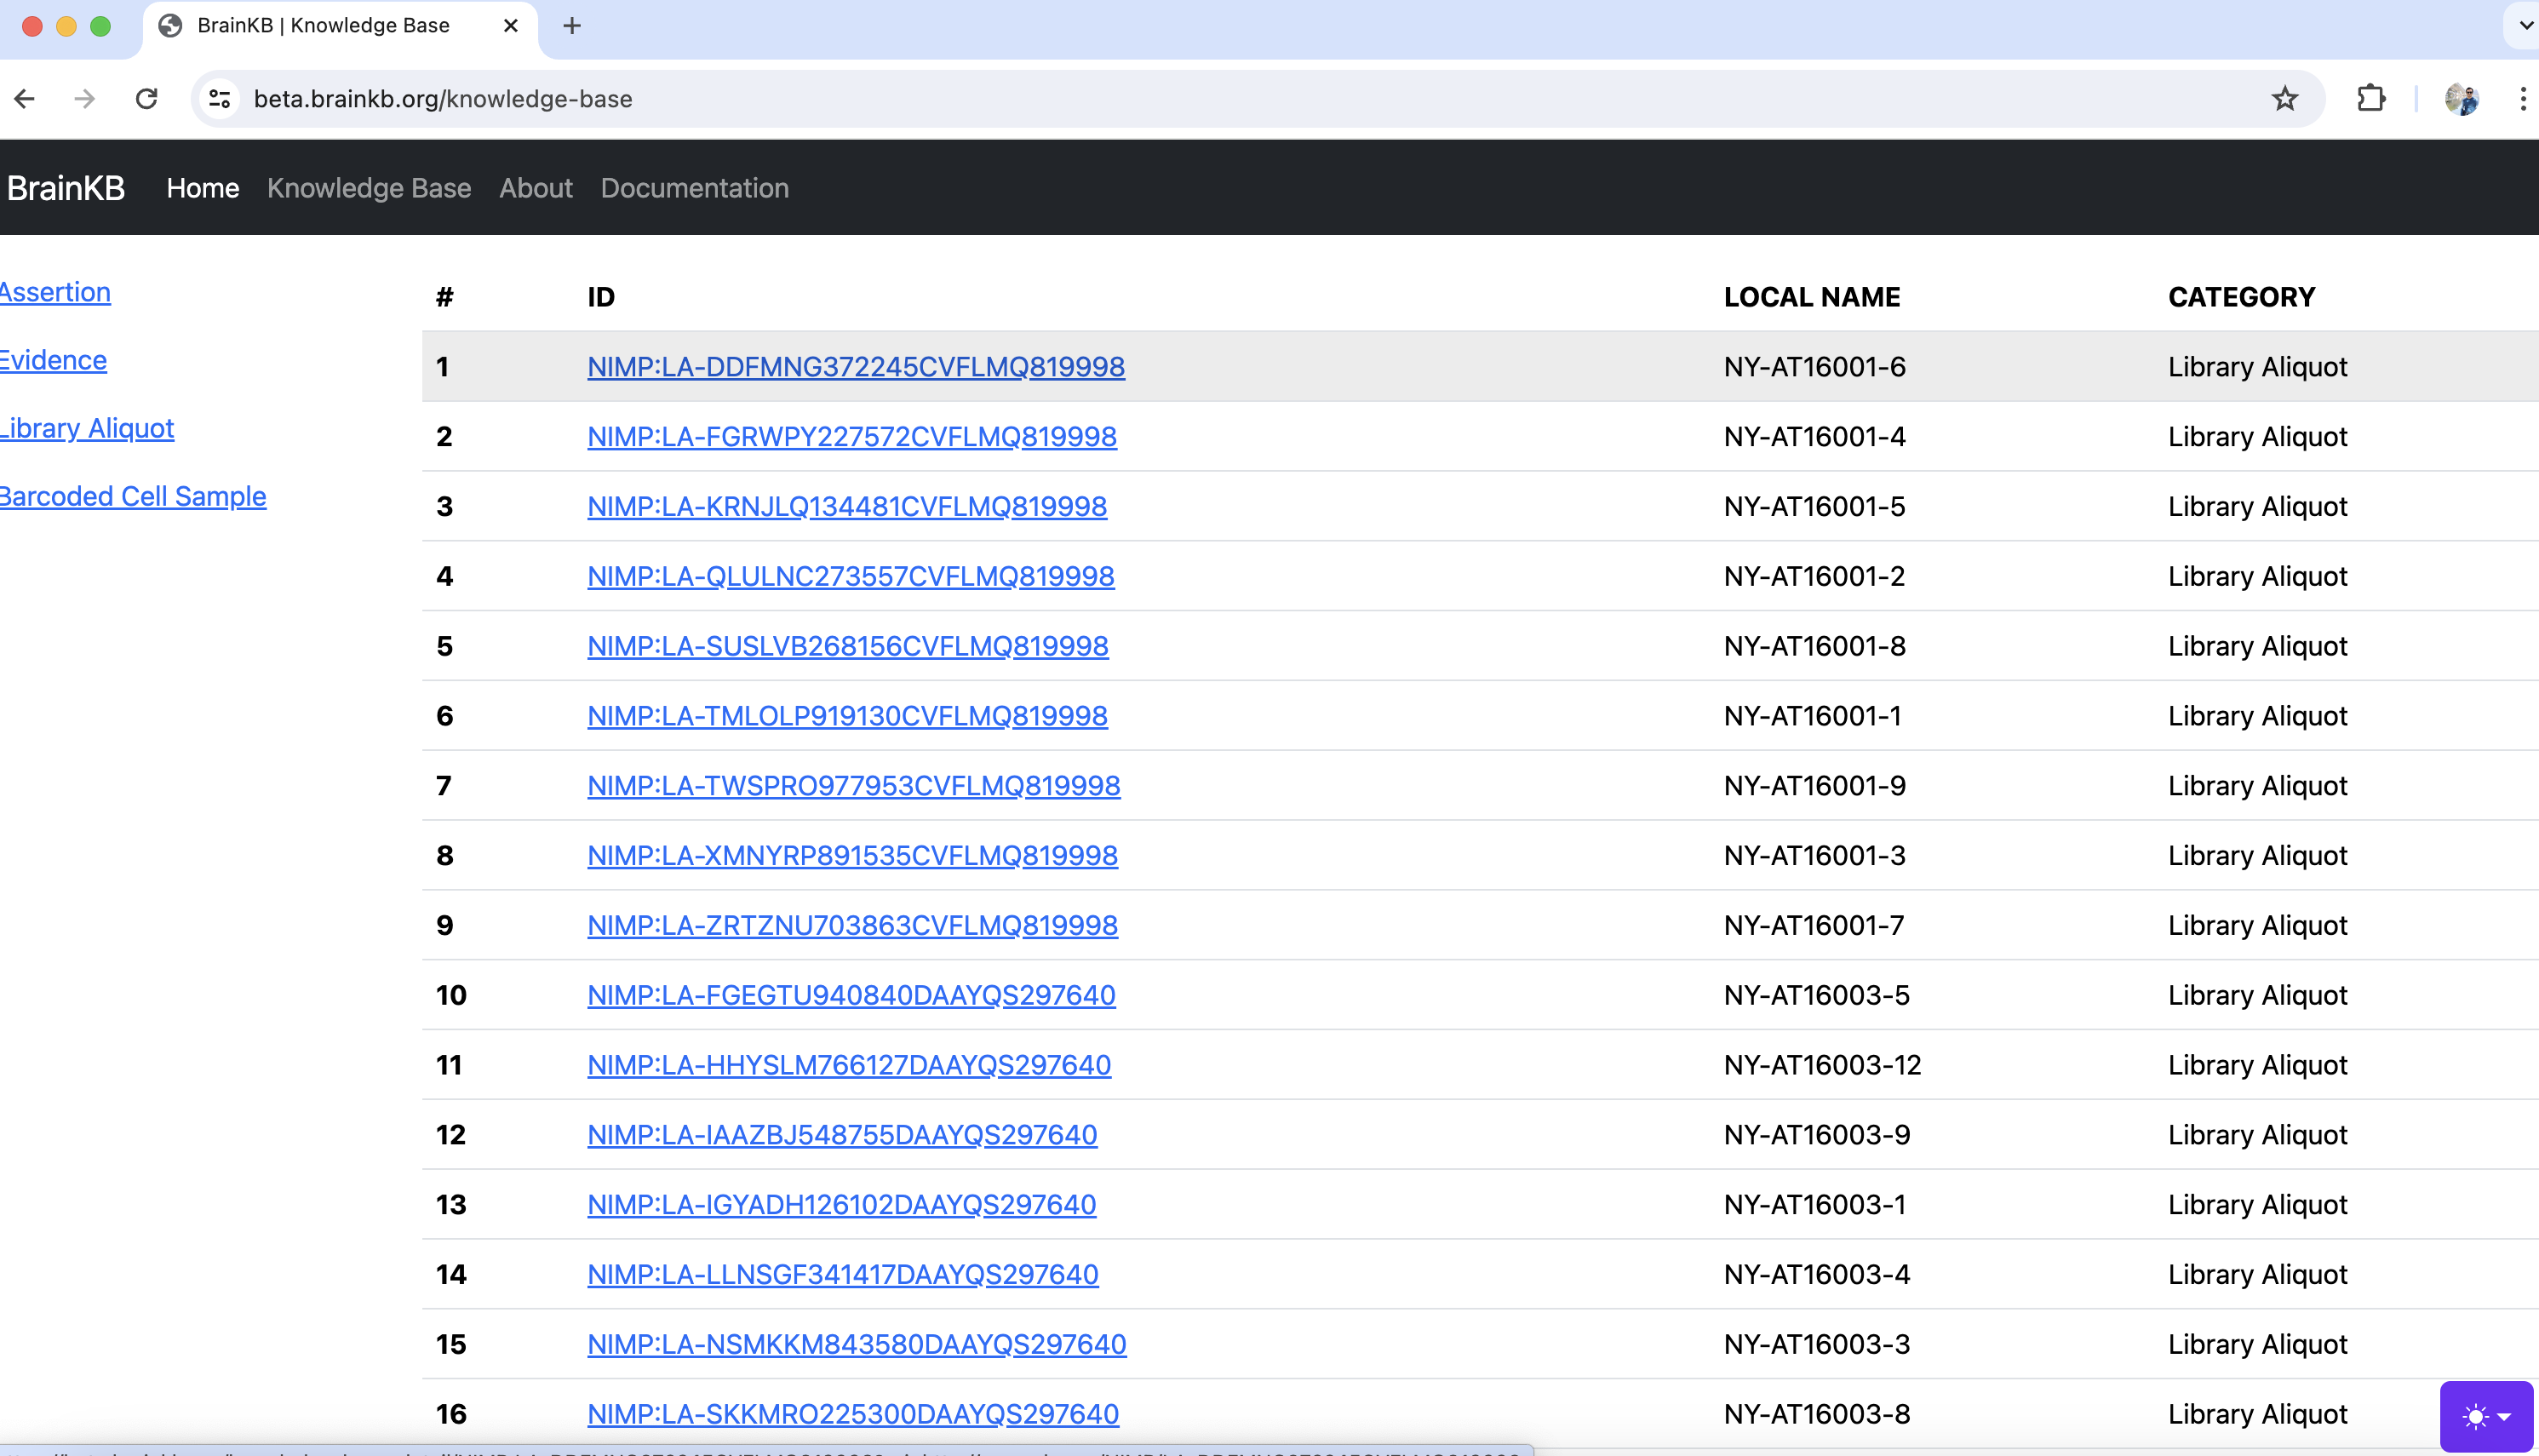 BrainKB | Knowledge Base
beta.brainkb.org/knowledge-base
BrainKB Home Knowledge Base About Documentation
Assertion
Evidence
Library Aliquot
Barcoded Cell Sample
# ID LOCAL NAME CATEGORY
1 NIMP:LA-DDFMNG372245CVFLMQ819998 NY-AT16001-6 Library Aliquot
2 NIMP:LA-FGRWPY227572CVFLMQ819998 NY-AT16001-4 Library Aliquot
3 NIMP:LA-KRNJLQ134481CVFLMQ819998 NY-AT16001-5 Library Aliquot
4 NIMP:LA-QLULNC273557CVFLMQ819998 NY-AT16001-2 Library Aliquot
5 NIMP:LA-SUSLVB268156CVFLMQ819998 NY-AT16001-8 Library Aliquot
6 NIMP:LA-TMLOLP919130CVFLMQ819998 NY-AT16001-1 Library Aliquot
7 NIMP:LA-TWSPRO977953CVFLMQ819998 NY-AT16001-9 Library Aliquot
8 NIMP:LA-XMNYRP891535CVFLMQ819998 NY-AT16001-3 Library Aliquot
9 NIMP:LA-ZRTZNU703863CVFLMQ819998 NY-AT16001-7 Library Aliquot
10 NIMP:LA-FGEGTU940840DAAYQS297640 NY-AT16003-5 Library Aliquot
11 NIMP:LA-HHYSLM766127DAAYQS297640 NY-AT16003-12 Library Aliquot
12 NIMP:LA-IAAZBJ548755DAAYQS297640 NY-AT16003-9 Library Aliquot
13 NIMP:LA-IGYADH126102DAAYQS297640 NY-AT16003-1 Library Aliquot
14 NIMP:LA-LLNSGF341417DAAYQS297640 NY-AT16003-4 Library Aliquot
15 NIMP:LA-NSMKKM843580DAAYQS297640 NY-AT16003-3 Library Aliquot
16 NIMP:LA-SKKMRO225300DAAYQS297640 NY-AT16003-8 Library Aliquot